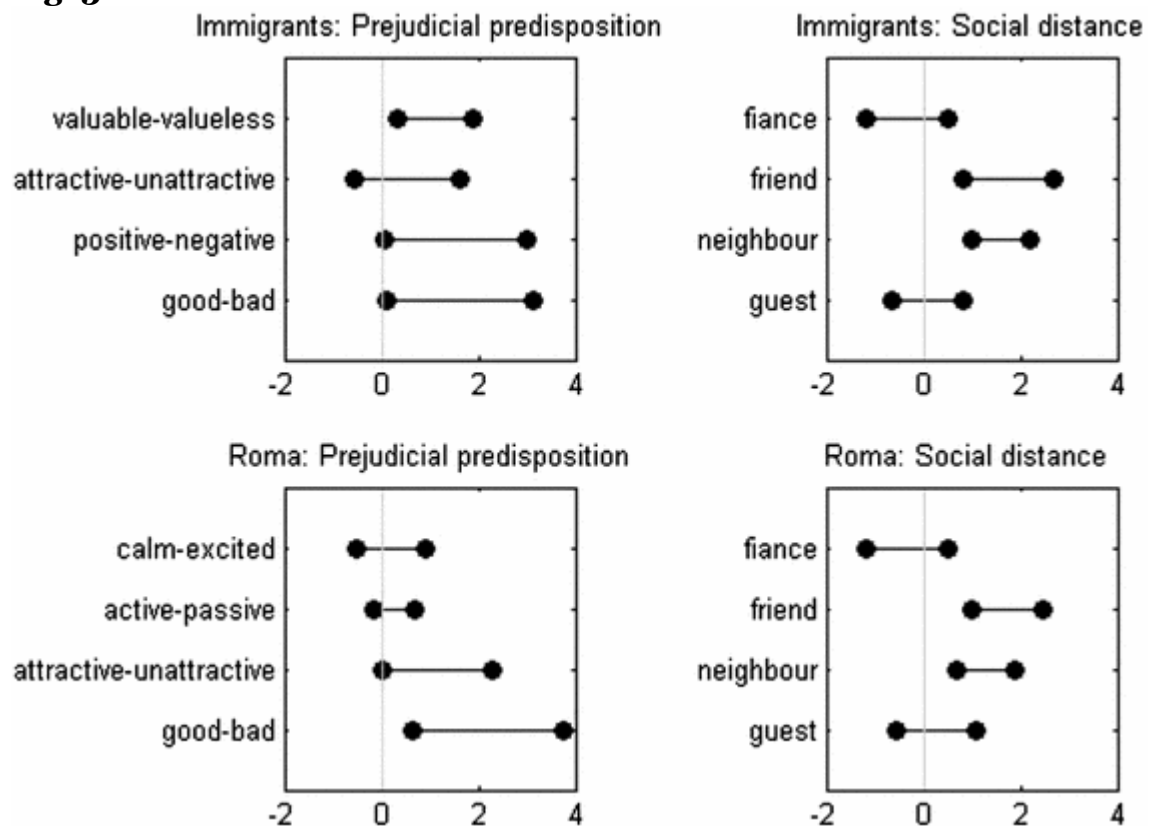 Immigrants: Prejudicial predisposition
valuable-valueless
attractive-unattractive
positive-negative
good-bad
-2 0 2 4
Immigrants: Social distance
fiance
friend
neighbour
guest
-2 0 2 4
Roma: Prejudicial predisposition
calm-excited
active-passive
attractive-unattractive
good-bad
-2 0 2 4
Roma: Social distance
fiance
friend
neighbour
guest
-2 0 2 4